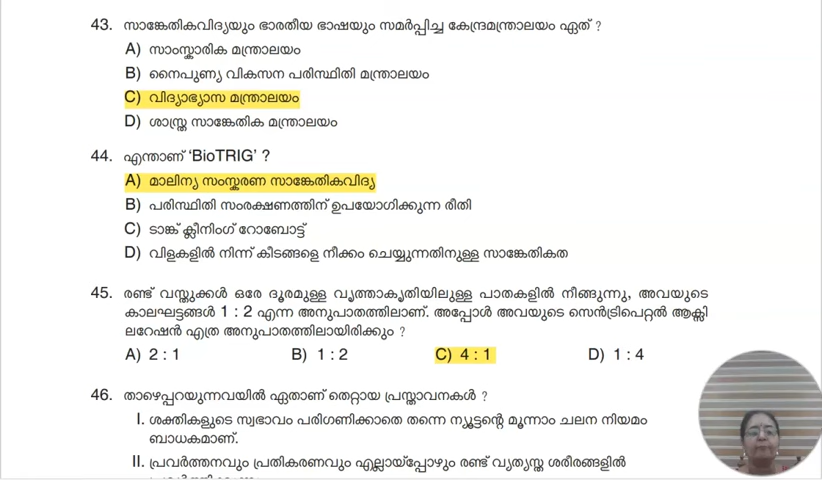 43. സാങ്കേതികവിദ്യയും ഭാരതീയ ഭാഷയും സമർപ്പിച്ച കേന്ദ്രമന്ത്രാലയം ഏത് ?
A) സാംസ്കാരിക മന്ത്രാലയം
B) നൈപുണ്യ വികസന പരിസ്ഥിതി മന്ത്രാലയം
C) വിദ്യാഭ്യാസ മന്ത്രാലയം
D) ശാസ്ത്ര സാങ്കേതിക മന്ത്രാലയം
44. എന്താണ് ‘BioTRIG’ ?
A) മാലിന്യ സംസ്കരണ സാങ്കേതികവിദ്യ
B) പരിസ്ഥിതി സംരക്ഷണത്തിന് ഉപയോഗിക്കുന്ന രീതി
C) ടാങ്ക് ക്ലീനിംഗ് റോബോട്ട്
D) വിളകളിൽ നിന്ന് കീടങ്ങളെ നീക്കം ചെയ്യുന്നതിനുള്ള സാങ്കേതികത
45. രണ്ട് വസ്തുക്കൾ ഒരേ ദൂരമുള്ള വൃത്താകൃതിയിലുള്ള പാതകളിൽ നീങ്ങുന്നു, അവയുടെ
കാലഘട്ടങ്ങൾ 1 : 2 എന്ന അനുപാതത്തിലാണ്. അപ്പോൾ അവയുടെ സെൻട്രിപെറ്റൽ ആക്സി
ലറേഷൻ എത്ര അനുപാതത്തിലായിരിക്കും ?
A) 2 : 1 B) 1 : 2 C) 4 : 1 D) 1 : 4
46. താഴെപ്പറയുന്നവയിൽ ഏതാണ് തെറ്റായ പ്രസ്താവനകൾ ?
I. ശക്തികളുടെ സ്വഭാവം പരിഗണിക്കാതെ തന്നെ ന്യൂട്ടന്റെ മൂന്നാം ചലന നിയമം
ബാധകമാണ്.
II. പ്രവർത്തനവും പ്രതികരണവും എല്ലായ്പ്പോഴും രണ്ട് വ്യത്യസ്ത ശരീരങ്ങളിൽ